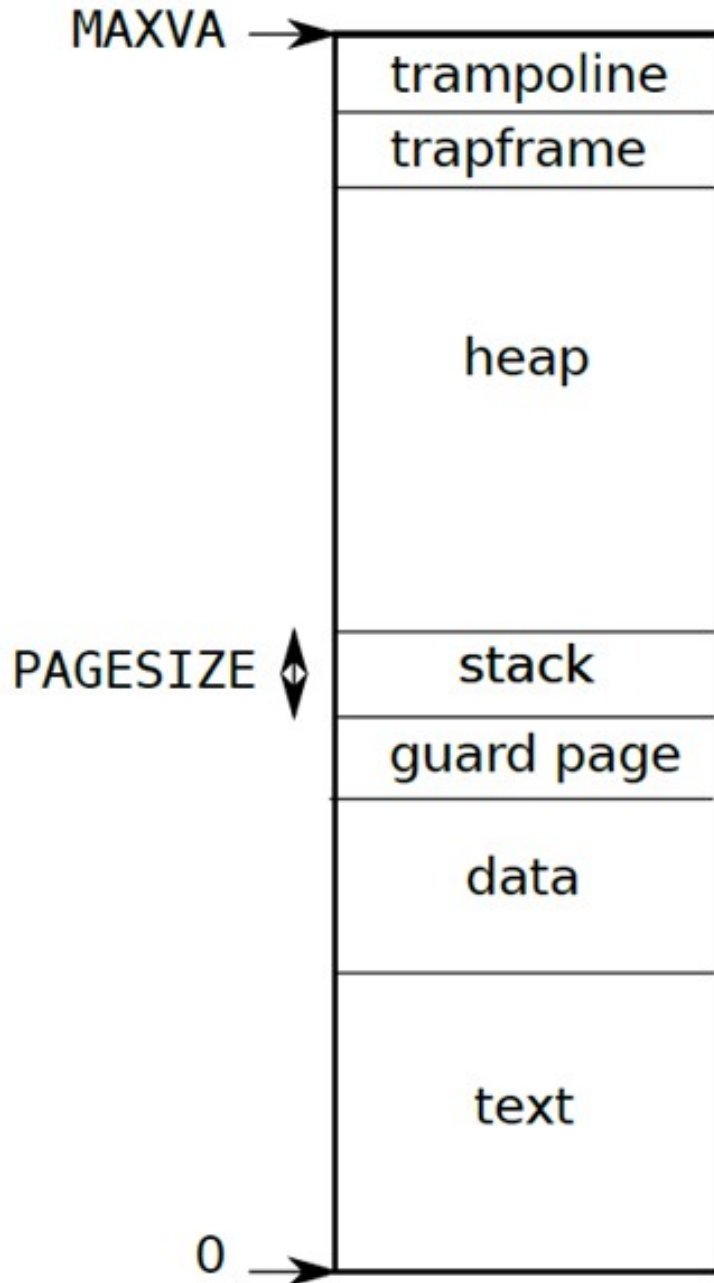 MAXVA
trampoline
trapframe
heap
PAGESIZE
stack
guard page
data
text
0